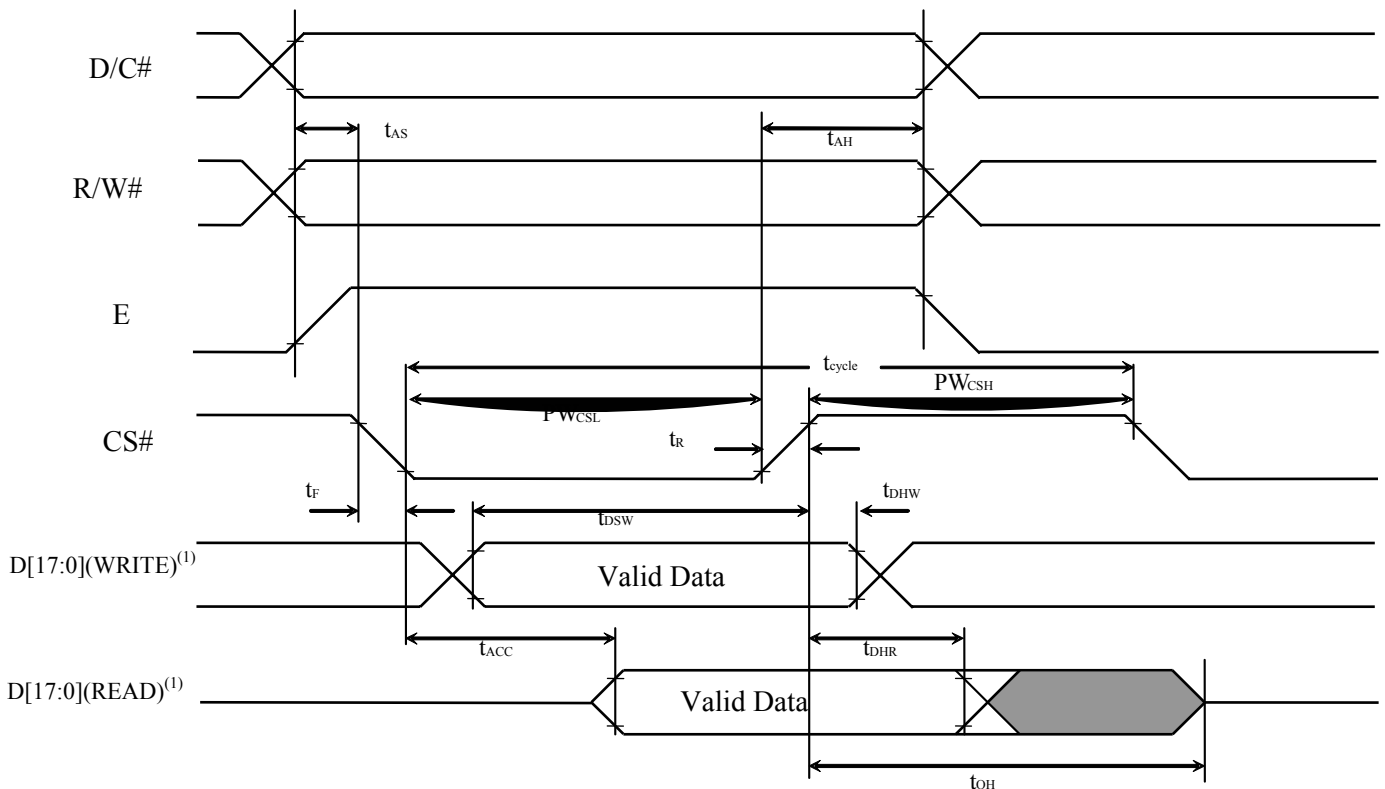 D/C#
tAS
tAH
R/W#
E
tcycle
PWCSH
PWCSL
CS#
tR
tF
tDSW
tDHW
D[17:0](WRITE)(1)
Valid Data
tACC
tDHR
D[17:0](READ)(1)
Valid Data
tOH